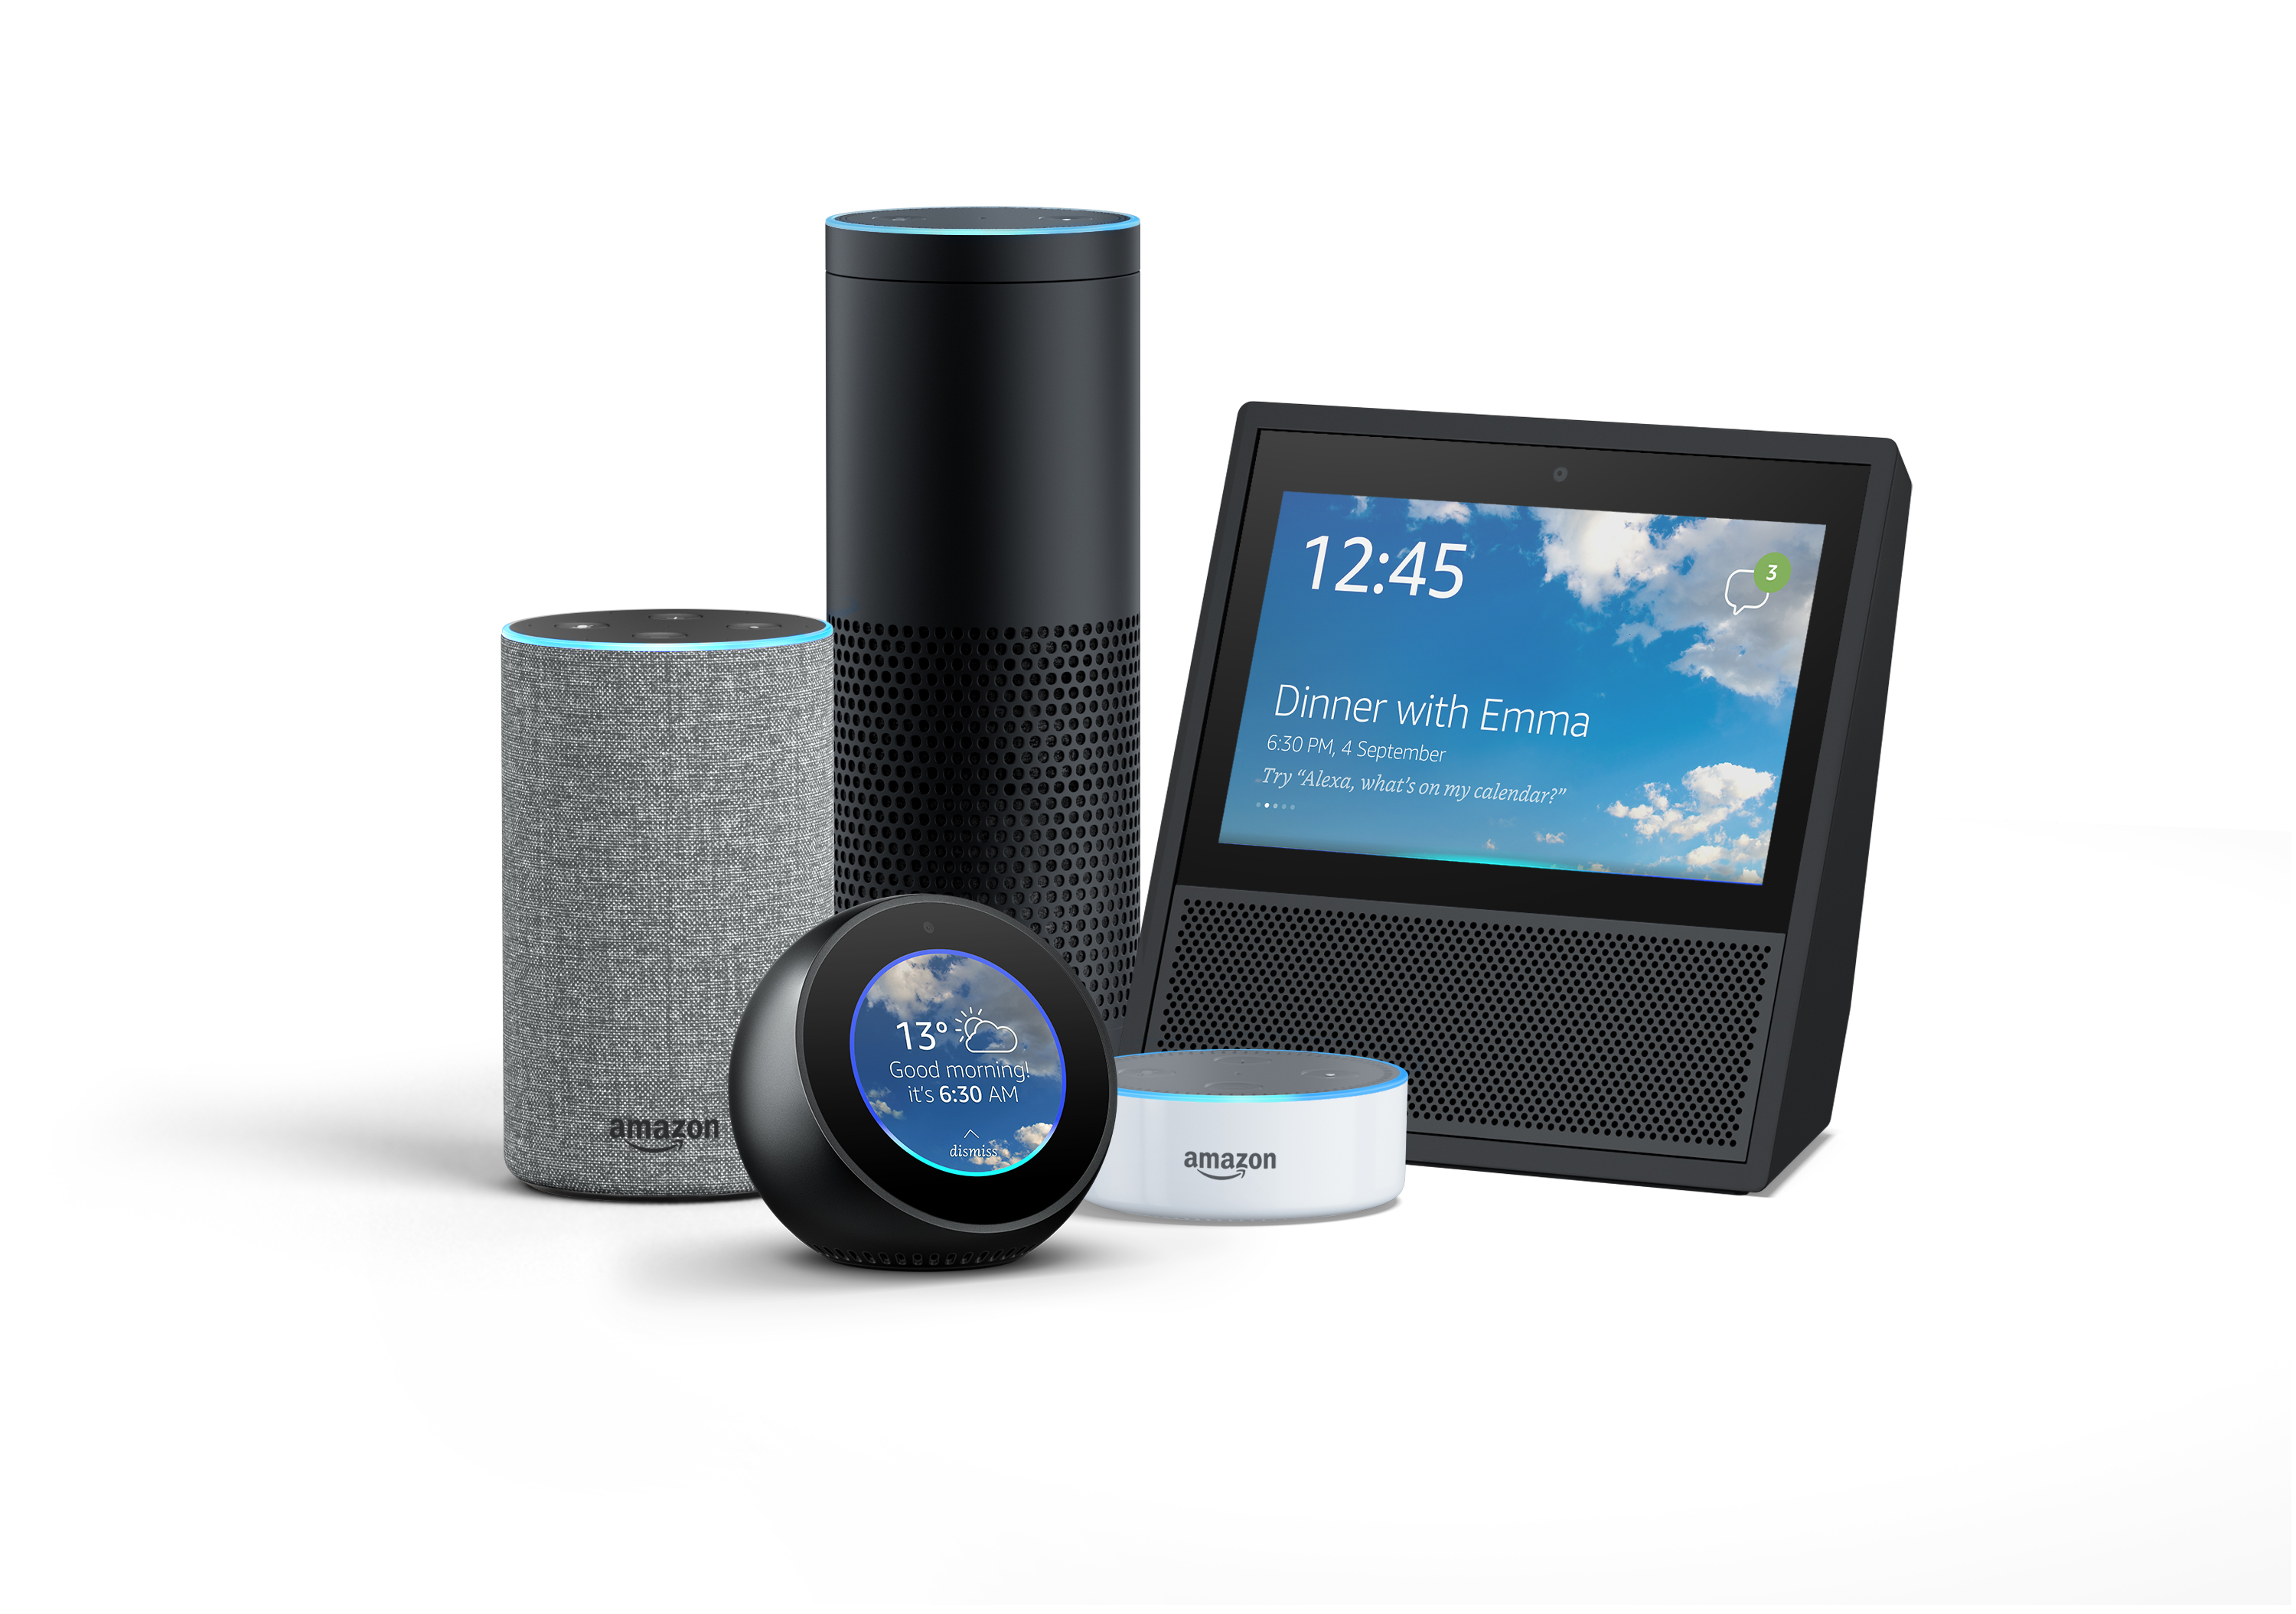 12:45
3
Dinner with Emma
6:30 PM, 4 September
Try “Alexa, what's on my calendar?”
13°
Good morning!
it's 6:30 AM
dismiss
amazon
amazon